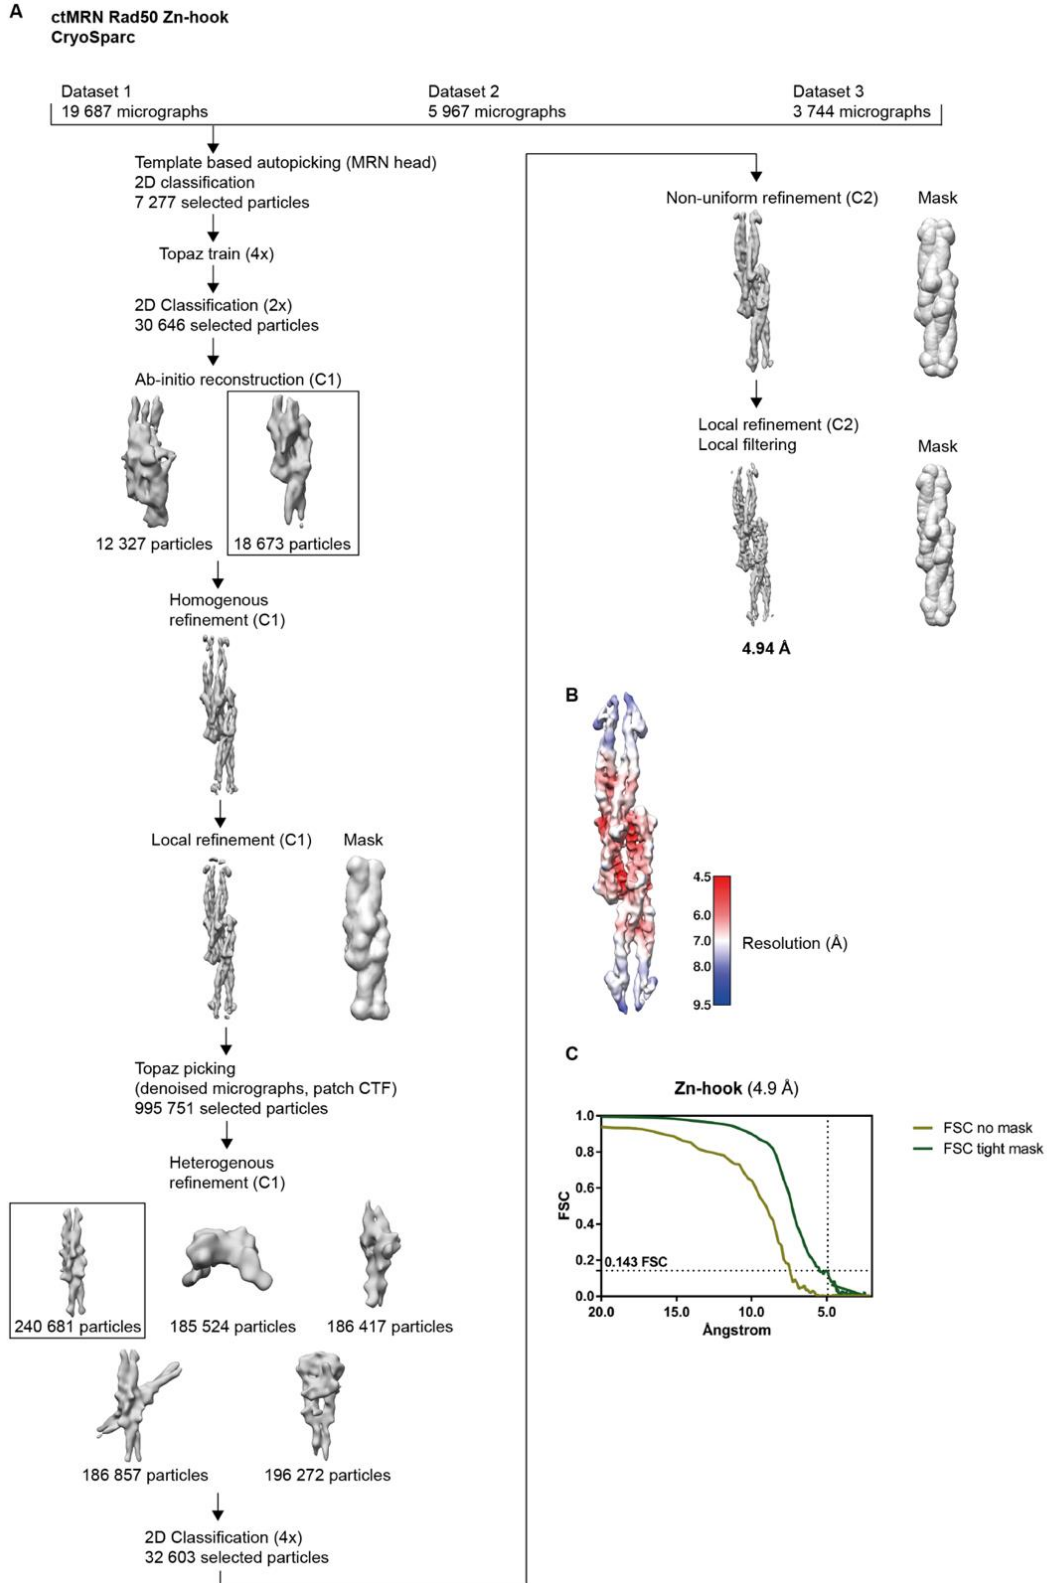 A
ctMRN Rad50 Zn-hook
CryoSparc
Dataset 1
19 687 micrographs
Dataset 2
5 967 micrographs
Dataset 3
3 744 micrographs
Template based autopicking (MRN head)
2D classification
7 277 selected particles
Topaz train (4x)
2D Classification (2x)
30 646 selected particles
Ab-initio reconstruction (C1)
12 327 particles
18 673 particles
Homogenous
refinement (C1)
Local refinement (C1)
Mask
Topaz picking
(denoised micrographs, patch CTF)
995 751 selected particles
Heterogenous
refinement (C1)
240 681 particles
185 524 particles
186 417 particles
186 857 particles
196 272 particles
2D Classification (4x)
32 603 selected particles
Non-uniform refinement (C2)
Mask
Local refinement (C2)
Local filtering
Mask
4.94 Å
B
4.5
6.0
7.0
8.0
9.5
Resolution (Å)
C
Zn-hook (4.9 Å)
FSC
1.0
0.8
0.6
0.4
0.2
0.0
0.143 FSC
20.0
15.0
10.0
5.0
Ångstrom
FSC no mask
FSC tight mask